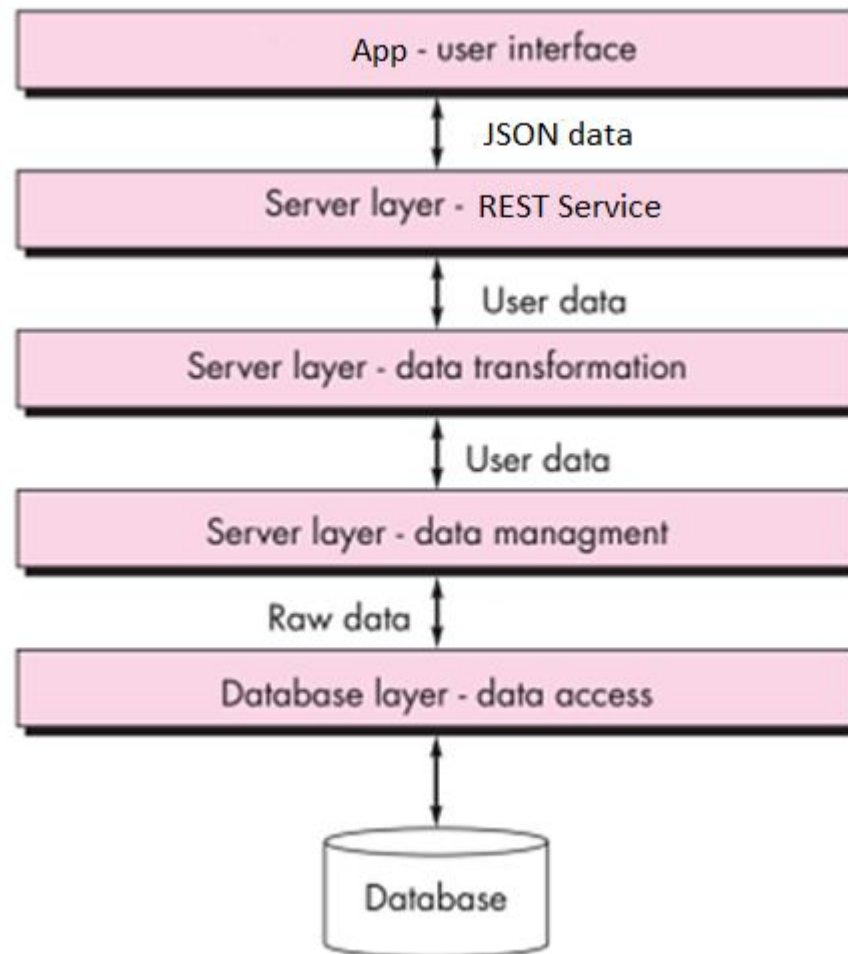 App - user interface
JSON data
Server layer - REST Service
User data
Server layer - data transformation
User data
Server layer - data managment
Raw data
Database layer - data access
Database